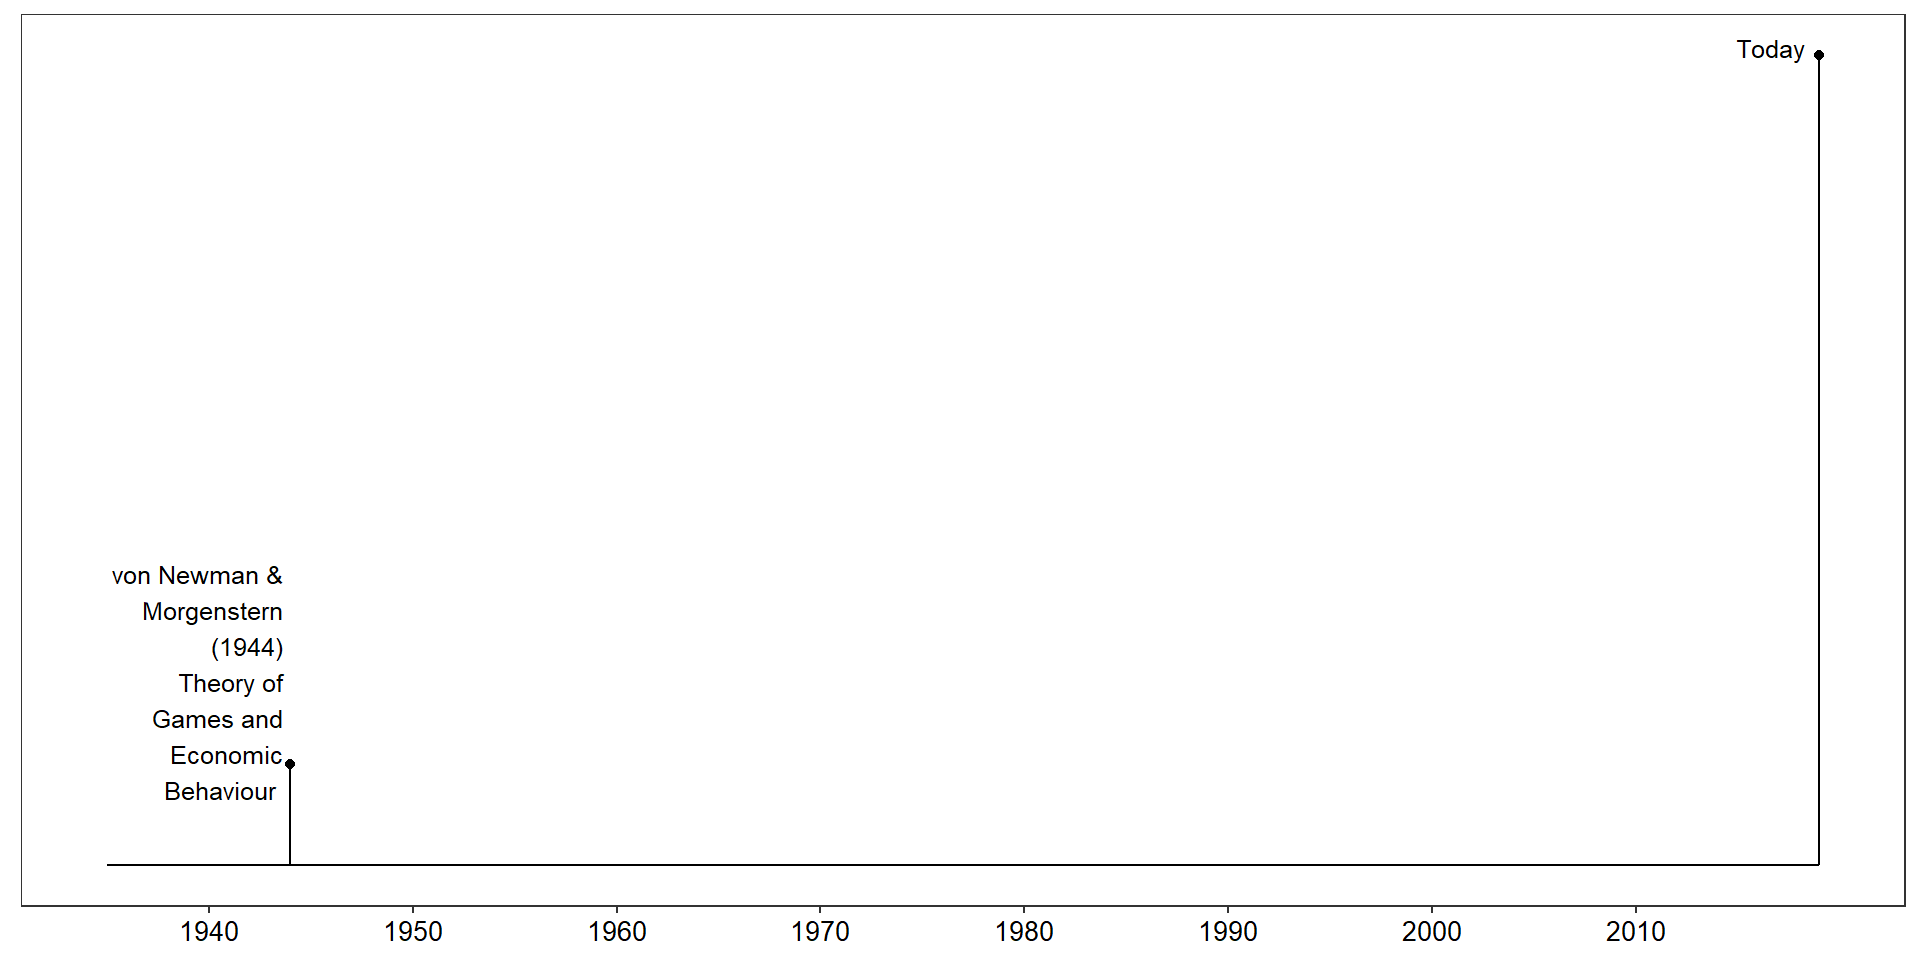 Today
von Newman &
Morgenstern
(1944)
Theory of
Games and
Economic
Behaviour
1940 1950 1960 1970 1980 1990 2000 2010